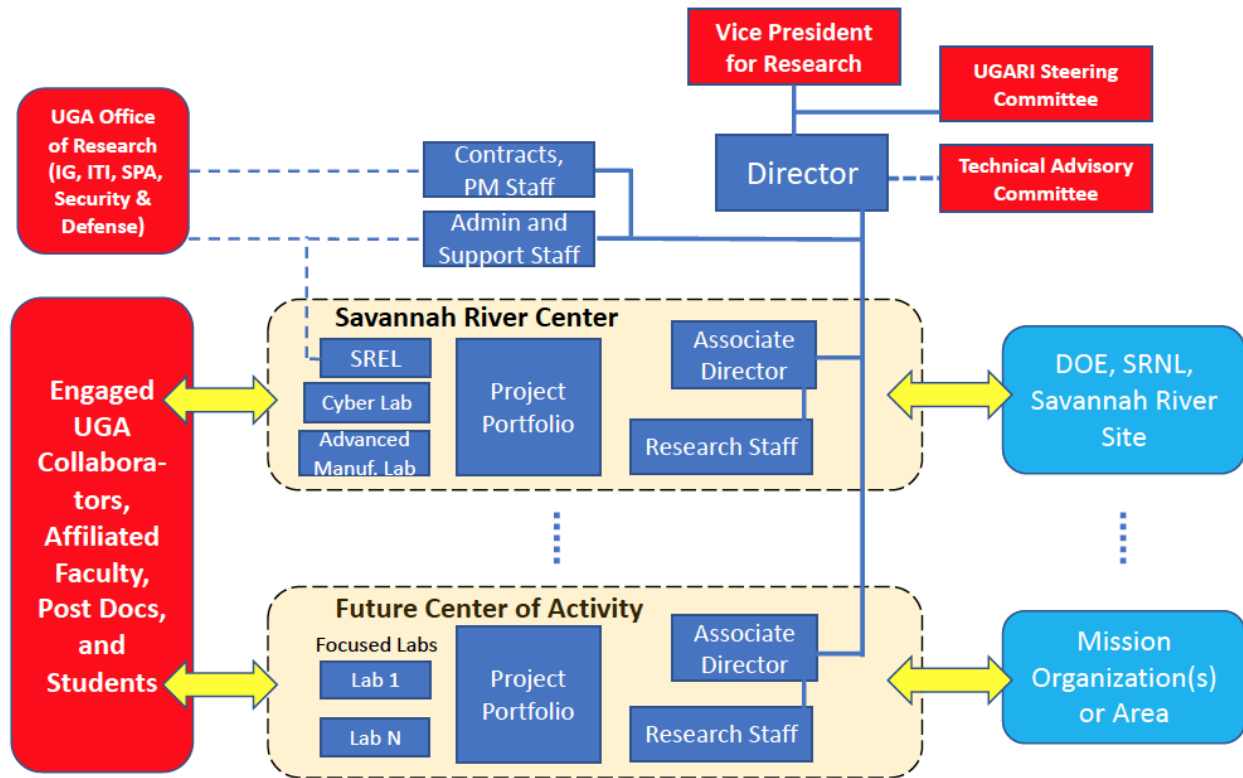 Vice President
for Research
UGARI Steering
Committee
UGA Office
of Research
(IG, ITI, SPA,
Security &
Defense)
Contracts,
PM Staff
Director
Technical Advisory
Committee
Admin and
Support Staff
Engaged
UGA
Collabora-
tors,
Affiliated
Faculty,
Post Docs,
and
Students
Savannah River Center
SREL
Cyber Lab
Advanced
Manuf. Lab
Project
Portfolio
Associate
Director
Research Staff
DOE, SRNL,
Savannah River
Site
Future Center of Activity
Focused Labs
Lab 1
Lab N
Project
Portfolio
Associate
Director
Research Staff
Mission
Organization(s)
or Area